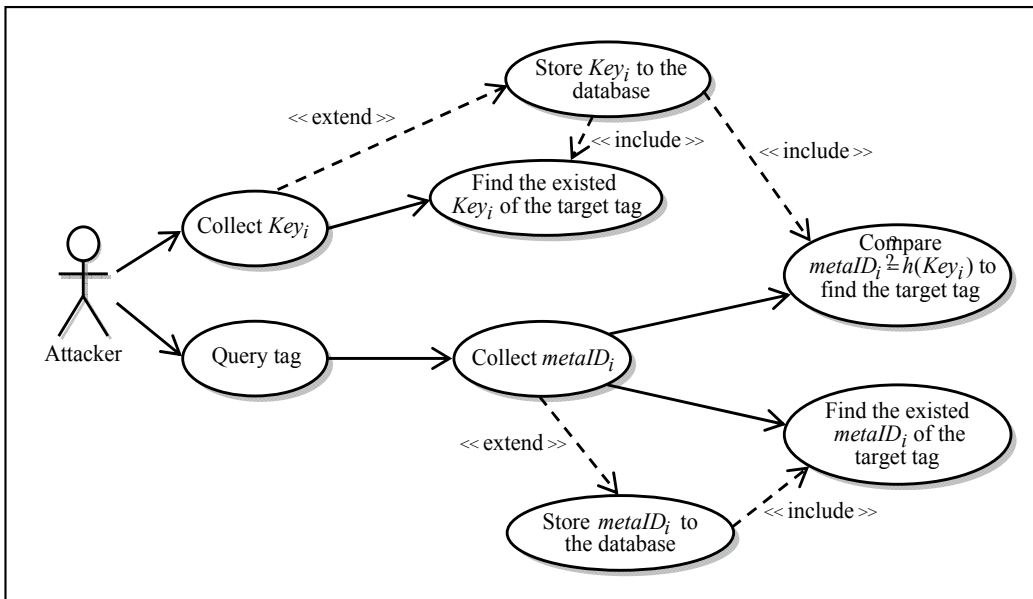 Store Key_i to the
database
<< extend >>
<< include >>
<< include >>
Find the existed
Key_i of the target tag
Collect Key_i
Compare
metaID_i ≟ h(Key_i) to
find the target tag
Attacker
Query tag
Collect metaID_i
Find the existed
metaID_i of the
target tag
<< extend >>
<< include >>
Store metaID_i to
the database